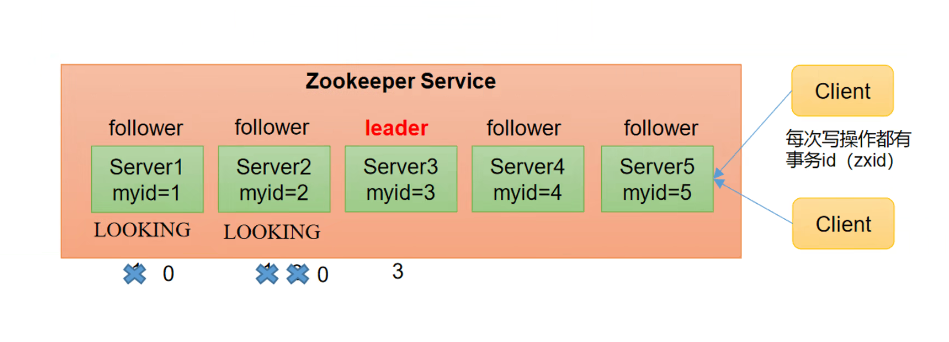 Zookeeper Service
follower
follower
leader
follower
follower
Server1
myid=1
Server2
myid=2
Server3
myid=3
Server4
myid=4
Server5
myid=5
LOOKING
LOOKING
0
0
3
Client
每次写操作都有
事务id（zxid）
Client